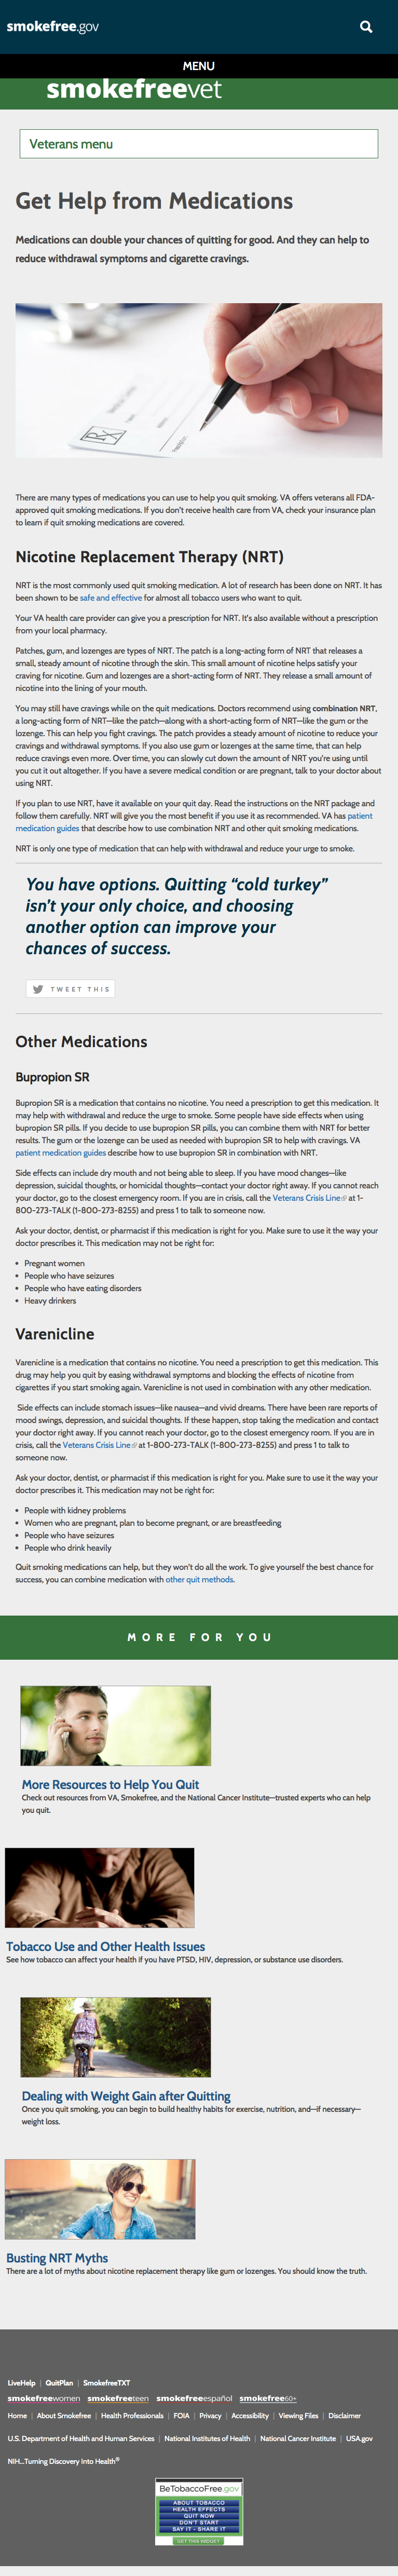 smokefree.gov
MENU
smokefreevet
Veterans menu
Get Help from Medications
Medications can double your chances of quitting for good. And they can help to
reduce withdrawal symptoms and cigarette cravings.
There are many types of medications you can use to help you quit smoking. VA offers veterans all FDA-
approved quit smoking medications. If you don't receive health care from VA, check your insurance plan
to learn if quit smoking medications are covered.
Nicotine Replacement Therapy (NRT)
NRT is the most commonly used quit smoking medication. A lot of research has been done on NRT. It has
been shown to be safe and effective for almost all tobacco users who want to quit.
Your VA health care provider can give you a prescription for NRT. It's also available without a prescription
from your local pharmacy.
Patches, gum, and lozenges are types of NRT. The patch is a long-acting form of NRT that releases a
small, steady amount of nicotine through the skin. This small amount of nicotine helps satisfy your
craving for nicotine. Gum and lozenges are a short-acting form of NRT. They release a small amount of
nicotine into the lining of your mouth.
You may still have cravings while on the quit medications. Doctors recommend using combination NRT,
a long-acting form of NRT—like the patch—along with a short-acting form of NRT—like the gum or the
lozenge. This can help you fight cravings. The patch provides a steady amount of nicotine to reduce your
cravings and withdrawal symptoms. If you also use gum or lozenges at the same time, that can help
reduce cravings even more. Over time, you can slowly cut down the amount of NRT you're using until
you cut it out altogether. If you have a severe medical condition or are pregnant, talk to your doctor about
using NRT.
If you plan to use NRT, have it available on your quit day. Read the instructions on the NRT package and
follow them carefully. NRT will give you the most benefit if you use it as recommended. VA has patient
medication guides that describe how to use combination NRT and other quit smoking medications.
NRT is only one type of medication that can help with withdrawal and reduce your urge to smoke.
You have options. Quitting “cold turkey”
isn’t your only choice, and choosing
another option can improve your
chances of success.
TWEET THIS
Other Medications
Bupropion SR
Bupropion SR is a medication that contains no nicotine. You need a prescription to get this medication. It
may help with withdrawal and reduce the urge to smoke. Some people have side effects when using
bupropion SR pills. If you decide to use bupropion SR pills, you can combine them with NRT for better
results. The gum or the lozenge can be used as needed with bupropion SR to help with cravings. VA
patient medication guides describe how to use bupropion SR in combination with NRT.
Side effects can include dry mouth and not being able to sleep. If you have mood changes—like
depression, suicidal thoughts, or homicidal thoughts—contact your doctor right away. If you cannot reach
your doctor, go to the closest emergency room. If you are in crisis, call the Veterans Crisis Line at 1-
800-273-TALK (1-800-273-8255) and press 1 to talk to someone now.
Ask your doctor, dentist, or pharmacist if this medication is right for you. Make sure to use it the way your
doctor prescribes it. This medication may not be right for:
• Pregnant women
• People who have seizures
• People who have eating disorders
• Heavy drinkers
Varenicline
Varenicline is a medication that contains no nicotine. You need a prescription to get this medication. This
drug may help you quit by easing withdrawal symptoms and blocking the effects of nicotine from
cigarettes if you start smoking again. Varenicline is not used in combination with any other medication.
Side effects can include stomach issues—like nausea—and vivid dreams. There have been rare reports of
mood swings, depression, and suicidal thoughts. If these happen, stop taking the medication and contact
your doctor right away. If you cannot reach your doctor, go to the closest emergency room. If you are in
crisis, call the Veterans Crisis Line at 1-800-273-TALK (1-800-273-8255) and press 1 to talk to
someone now.
Ask your doctor, dentist, or pharmacist if this medication is right for you. Make sure to use it the way your
doctor prescribes it. This medication may not be right for:
• People with kidney problems
• Women who are pregnant, plan to become pregnant, or are breastfeeding
• People who have seizures
• People who drink heavily
Quit smoking medications can help, but they won't do all the work. To give yourself the best chance for
success, you can combine medication with other quit methods.
MORE FOR YOU
More Resources to Help You Quit
Check out resources from VA, Smokefree, and the National Cancer Institute—trusted experts who can help
you quit.
Tobacco Use and Other Health Issues
See how tobacco can affect your health if you have PTSD, HIV, depression, or substance use disorders.
Dealing with Weight Gain after Quitting
Once you quit smoking, you can begin to build healthy habits for exercise, nutrition, and—if necessary—
weight loss.
Busting NRT Myths
There are a lot of myths about nicotine replacement therapy like gum or lozenges. You should know the truth.
LiveHelp | QuitPlan | SmokefreeTXT
smokefreewomen smokefreeteen smokefreeespañol smokefree60+
Home | About Smokefree | Health Professionals | FOIA | Privacy | Accessibility | Viewing Files | Disclaimer
U.S. Department of Health and Human Services | National Institutes of Health | National Cancer Institute | USA.gov
NIH...Turning Discovery Into Health®
BeTobaccoFree.gov
ABOUT TOBACCO
HEALTH EFFECTS
QUIT NOW
DON'T START
SAY IT - SHARE IT
GET THIS WIDGET